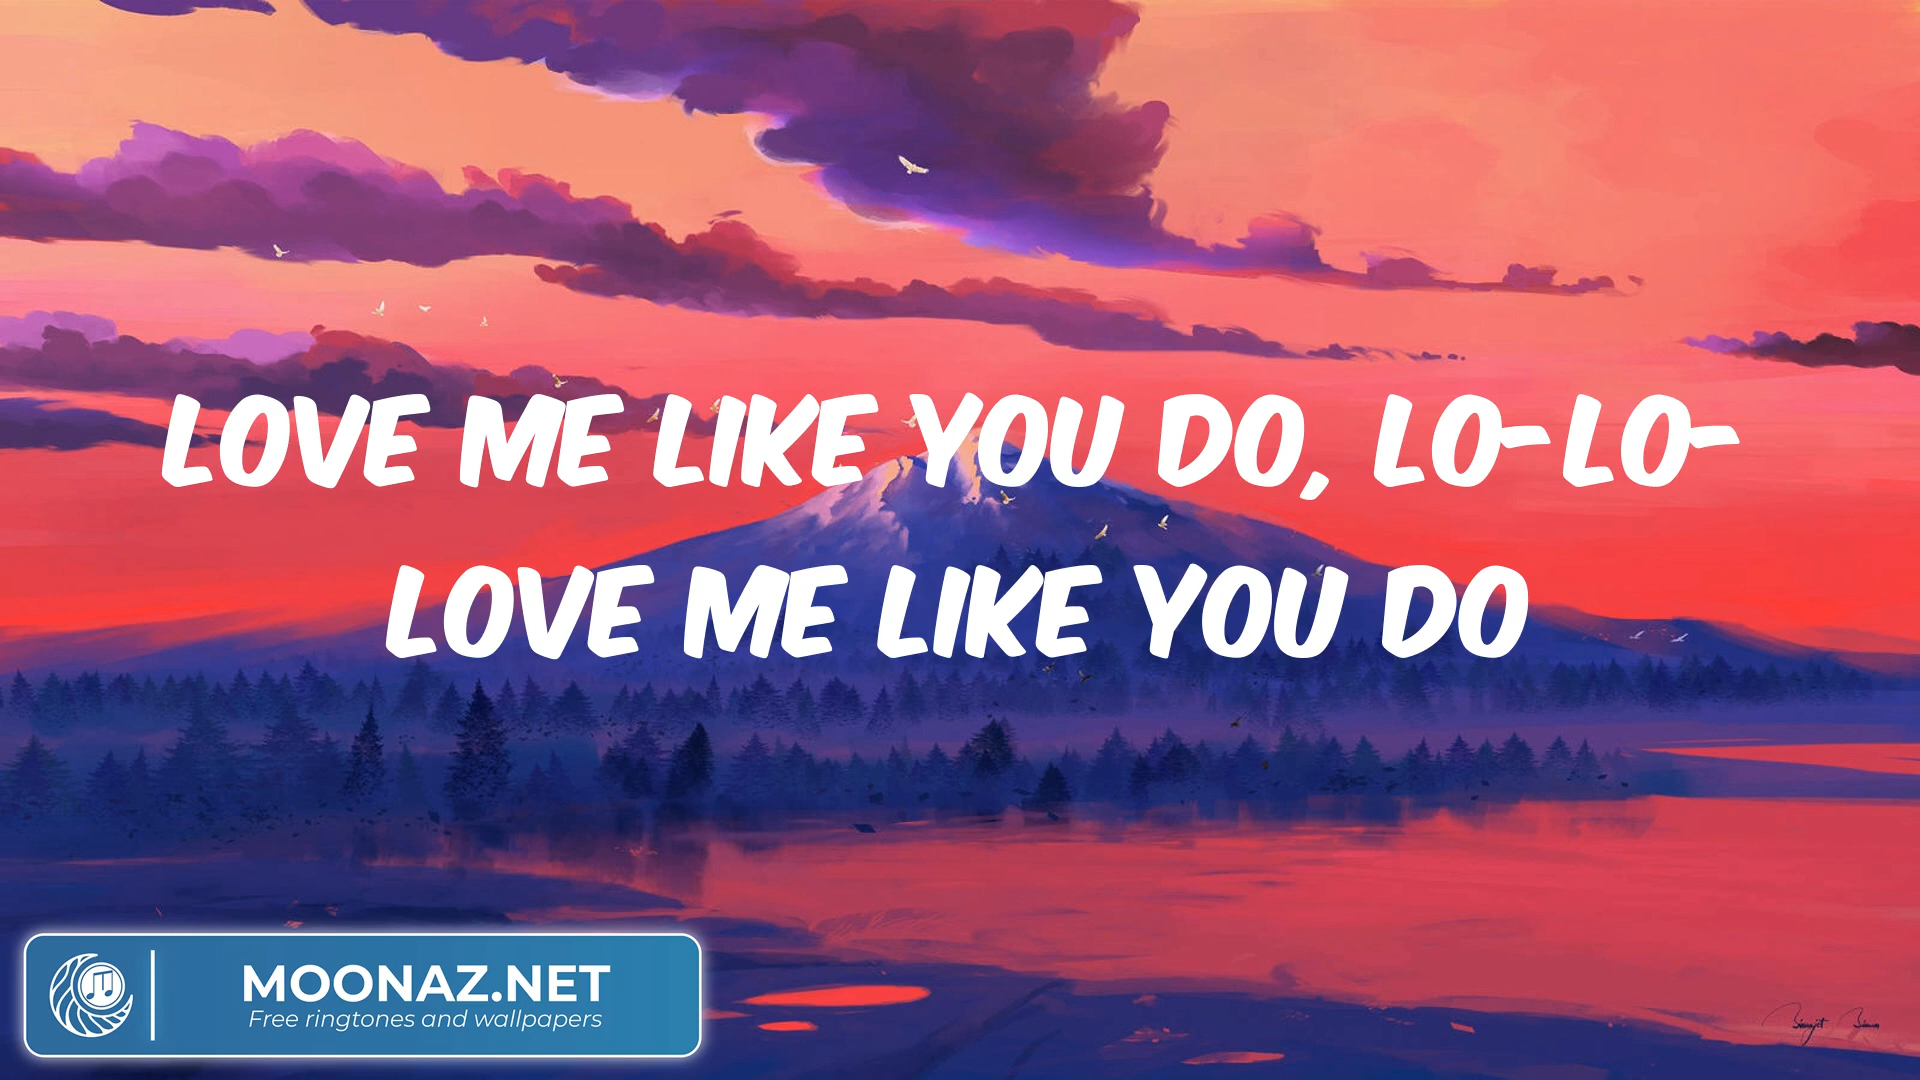 LOVE ME LIKE YOU DO, LO-LO-
LOVE ME LIKE YOU DO
MOONAZ.NET
Free ringtones and wallpapers